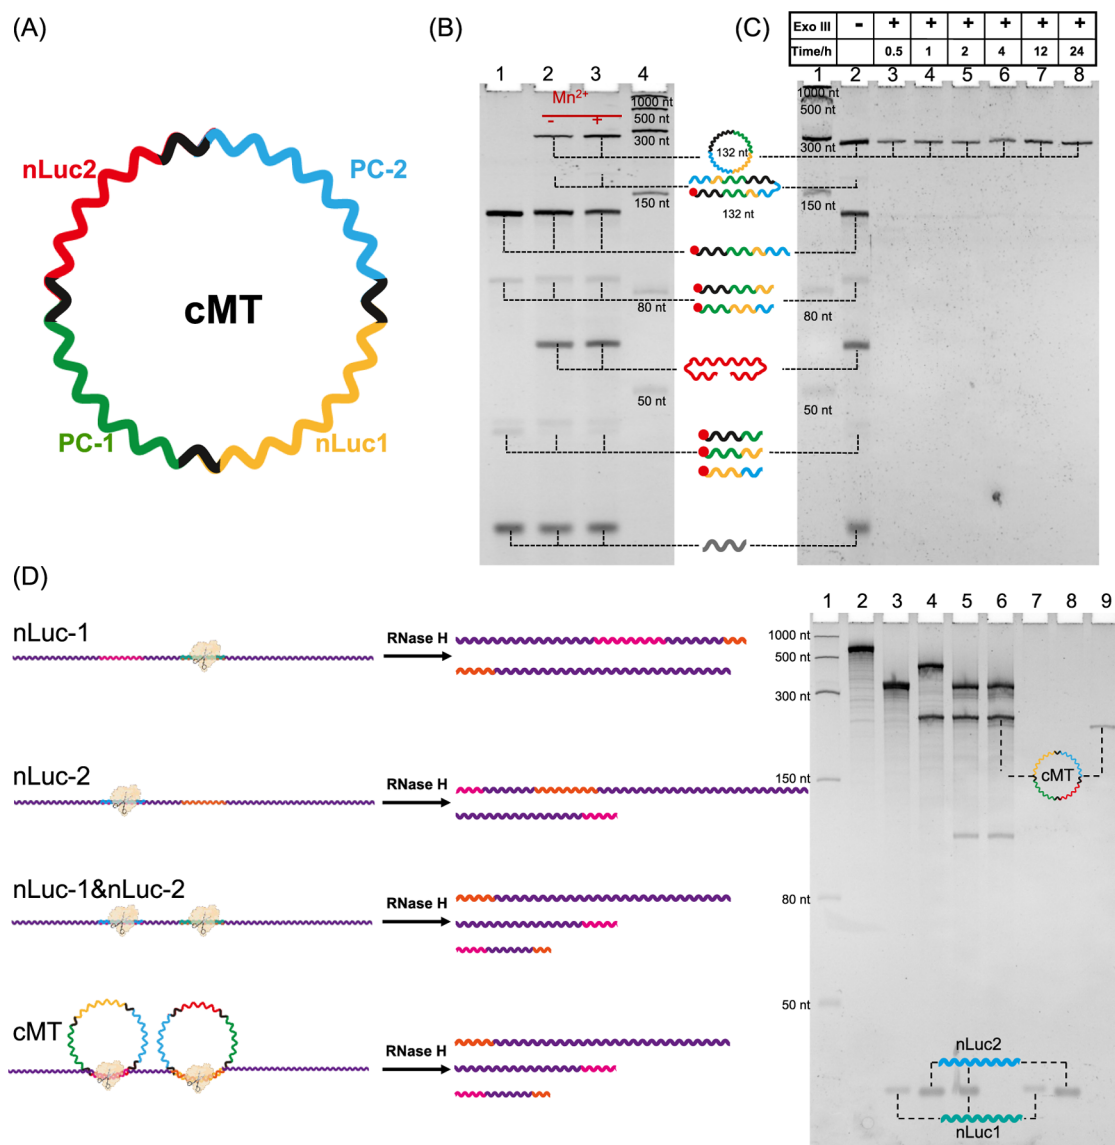 (A)
nLuc2
PC-2
cMT
PC-1
nLuc1
(B)
1 2 3 4
Mn2+
- +
1000 nt
500 nt
300 nt
150 nt
80 nt
50 nt
132 nt
132 nt
(C)
Exo III - + + + + + +
Time/h 0.5 1 2 4 12 24
1 2 3 4 5 6 7 8
1000 nt
500 nt
300 nt
150 nt
80 nt
50 nt
(D)
nLuc-1
RNase H
nLuc-2
RNase H
nLuc-1&nLuc-2
RNase H
cMT
RNase H
1 2 3 4 5 6 7 8 9
1000 nt
500 nt
300 nt
150 nt
80 nt
50 nt
cMT
nLuc2
nLuc1